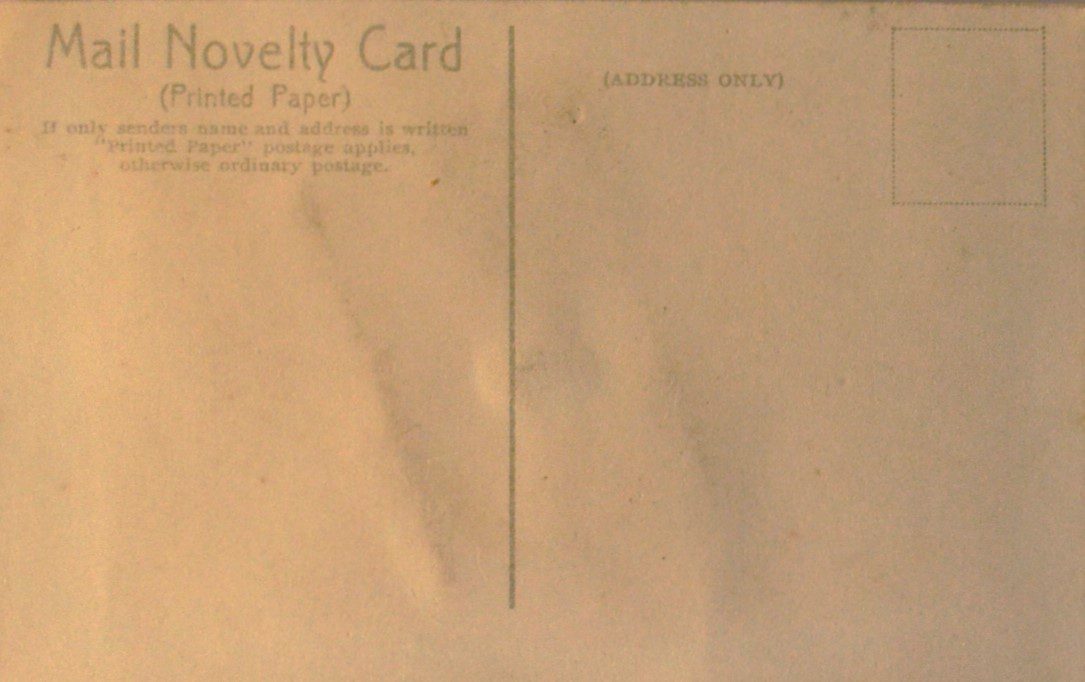 Mail Novelty Card
(Printed Paper)
If only senders name and address is written
"Printed Paper" postage applies,
otherwise ordinary postage.
(ADDRESS ONLY)